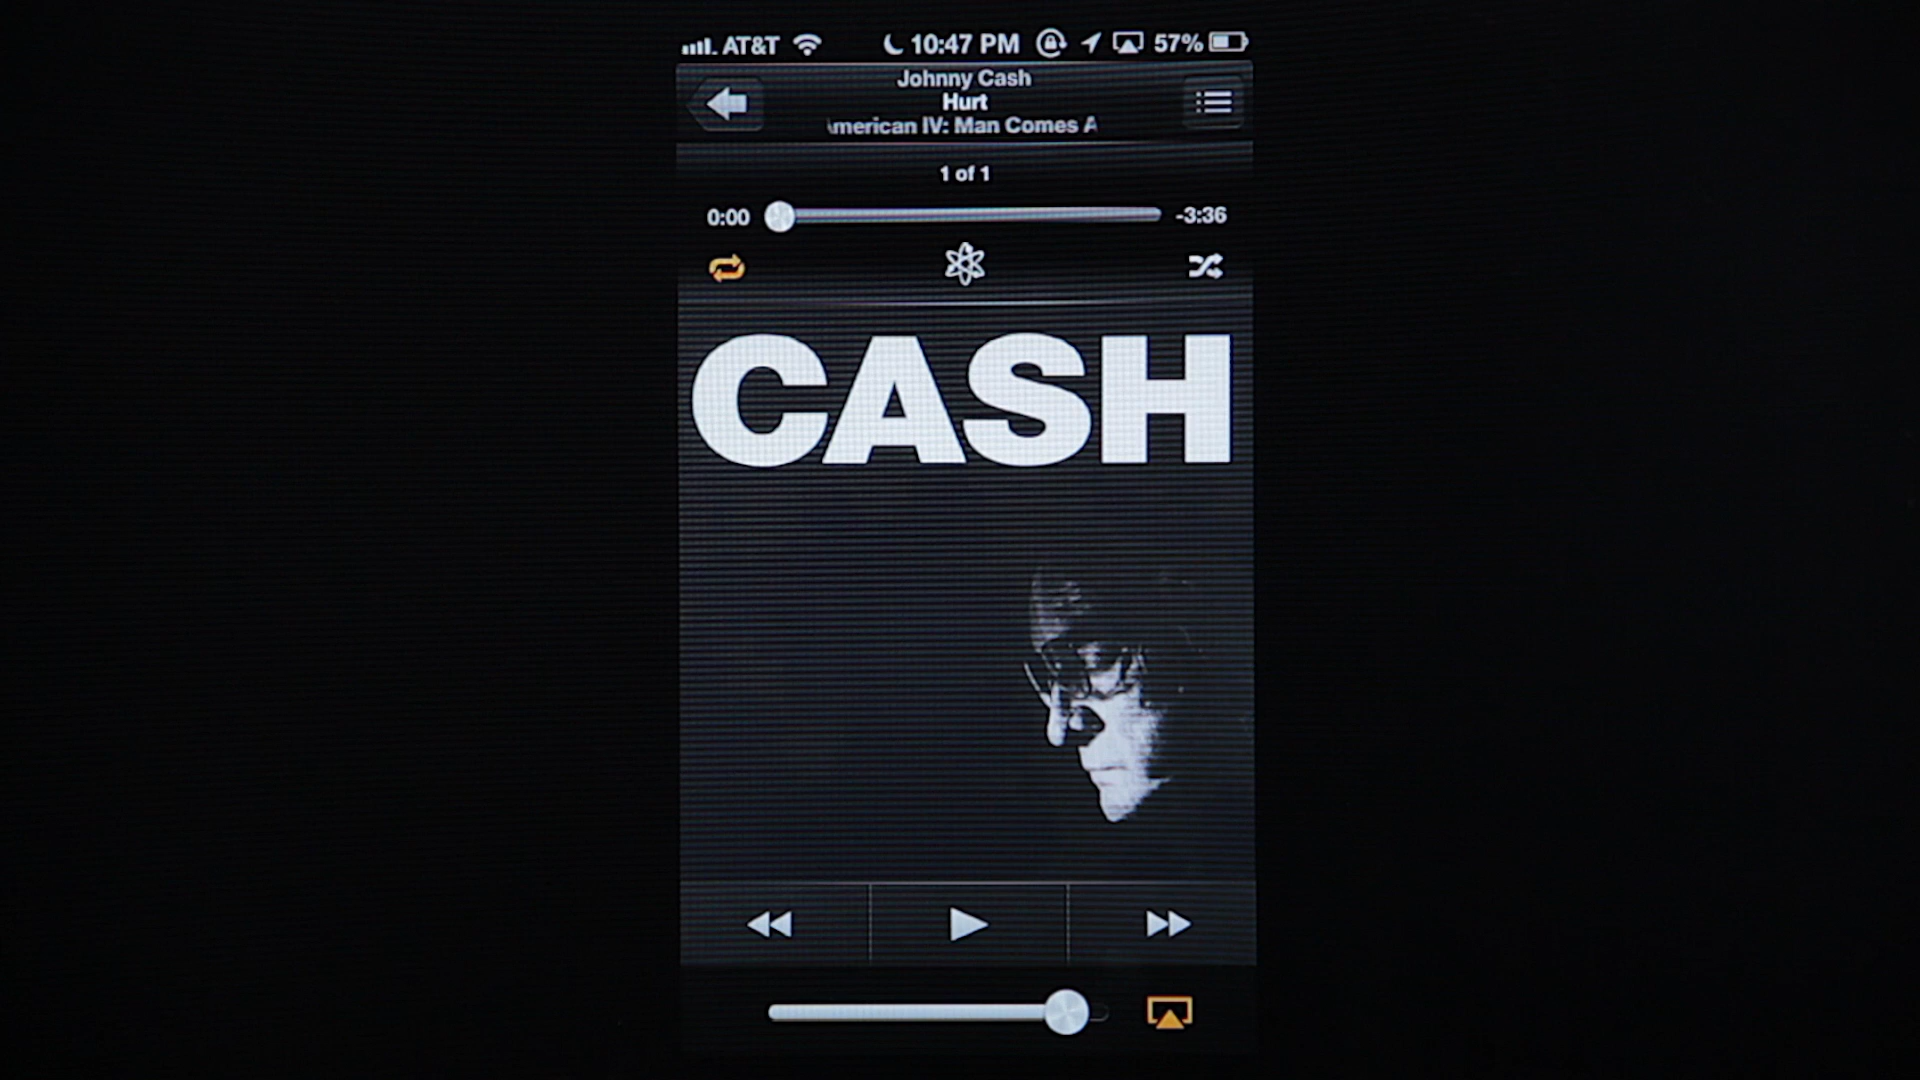 AT&T 10:47 PM 57%
Johnny Cash
Hurt
American IV: Man Comes A
1 of 1
0:00 -3:36
CASH